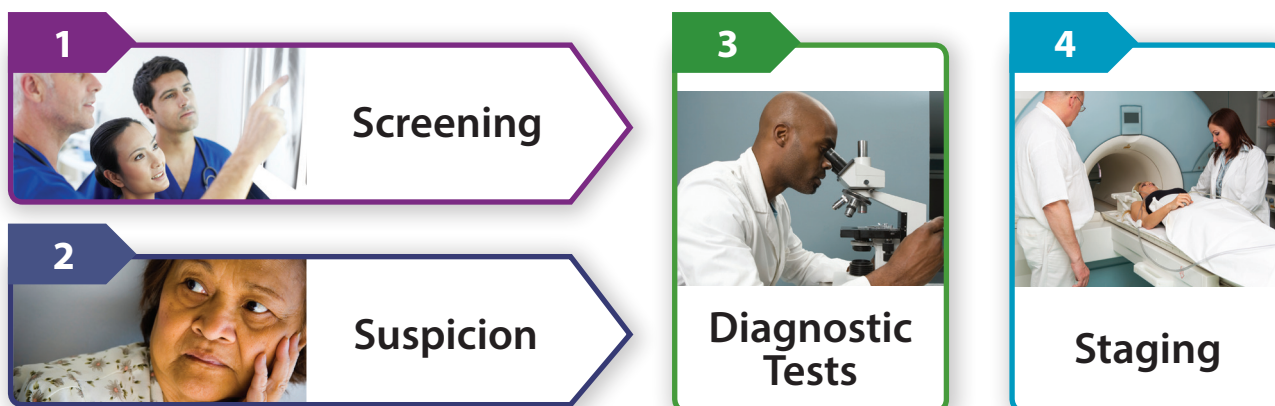 1
Screening
2
Suspicion
3
Diagnostic
Tests
4
Staging